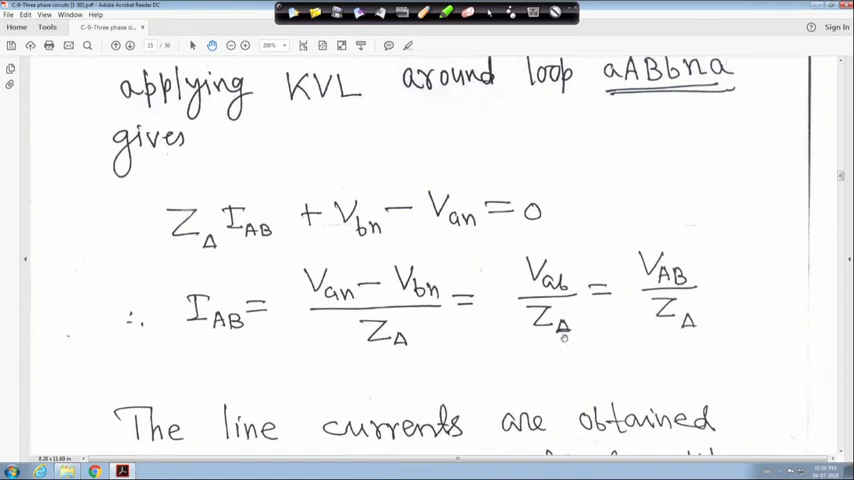 C-9-Three phase circuits [1-50].pdf - Adobe Acrobat Reader DC
File Edit View Window Help
Home Tools C-9-Three phase ci... × Sign In
15 / 50 200%
applying KVL around loop aABbna
gives
Z_Δ I_AB + V_bn − V_an = 0
∴ I_AB = (V_an − V_bn) / Z_Δ = V_ab / Z_Δ = V_AB / Z_Δ
The line currents are obtained
8.26 x 11.69 in